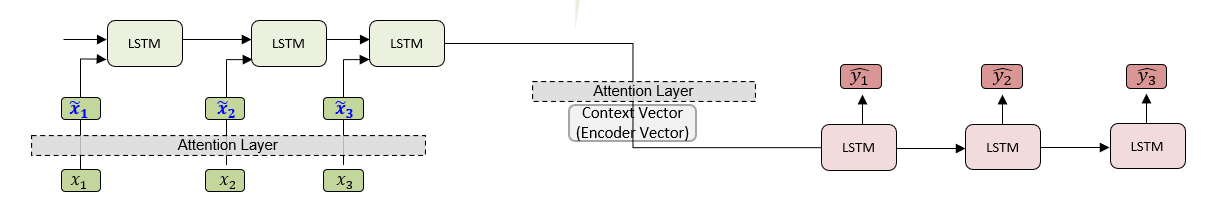 LSTM LSTM LSTM
x̃₁ x̃₂ x̃₃
Attention Layer
x₁ x₂ x₃
Attention Layer
Context Vector
(Encoder Vector)
ŷ₁ ŷ₂ ŷ₃
LSTM LSTM LSTM